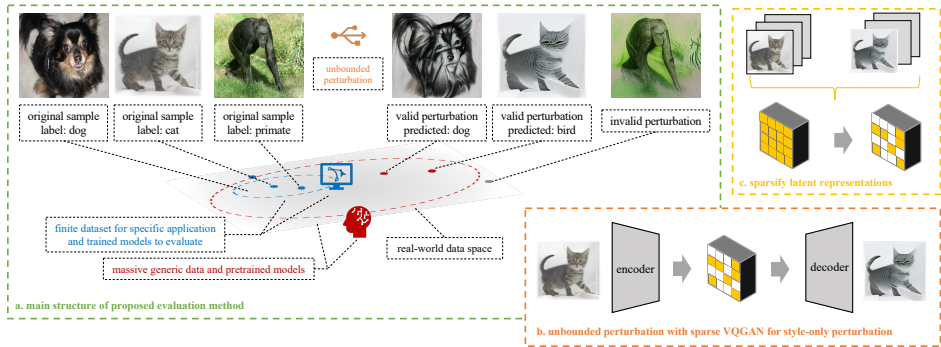 unbounded
perturbation
original sample
label: dog
original sample
label: cat
original sample
label: primate
valid perturbation
predicted: dog
valid perturbation
predicted: bird
invalid perturbation
finite dataset for specific application
and trained models to evaluate
massive generic data and pretrained models
real-world data space
a. main structure of proposed evaluation method
c. sparsify latent representations
encoder
decoder
b. unbounded perturbation with sparse VQGAN for style-only perturbation